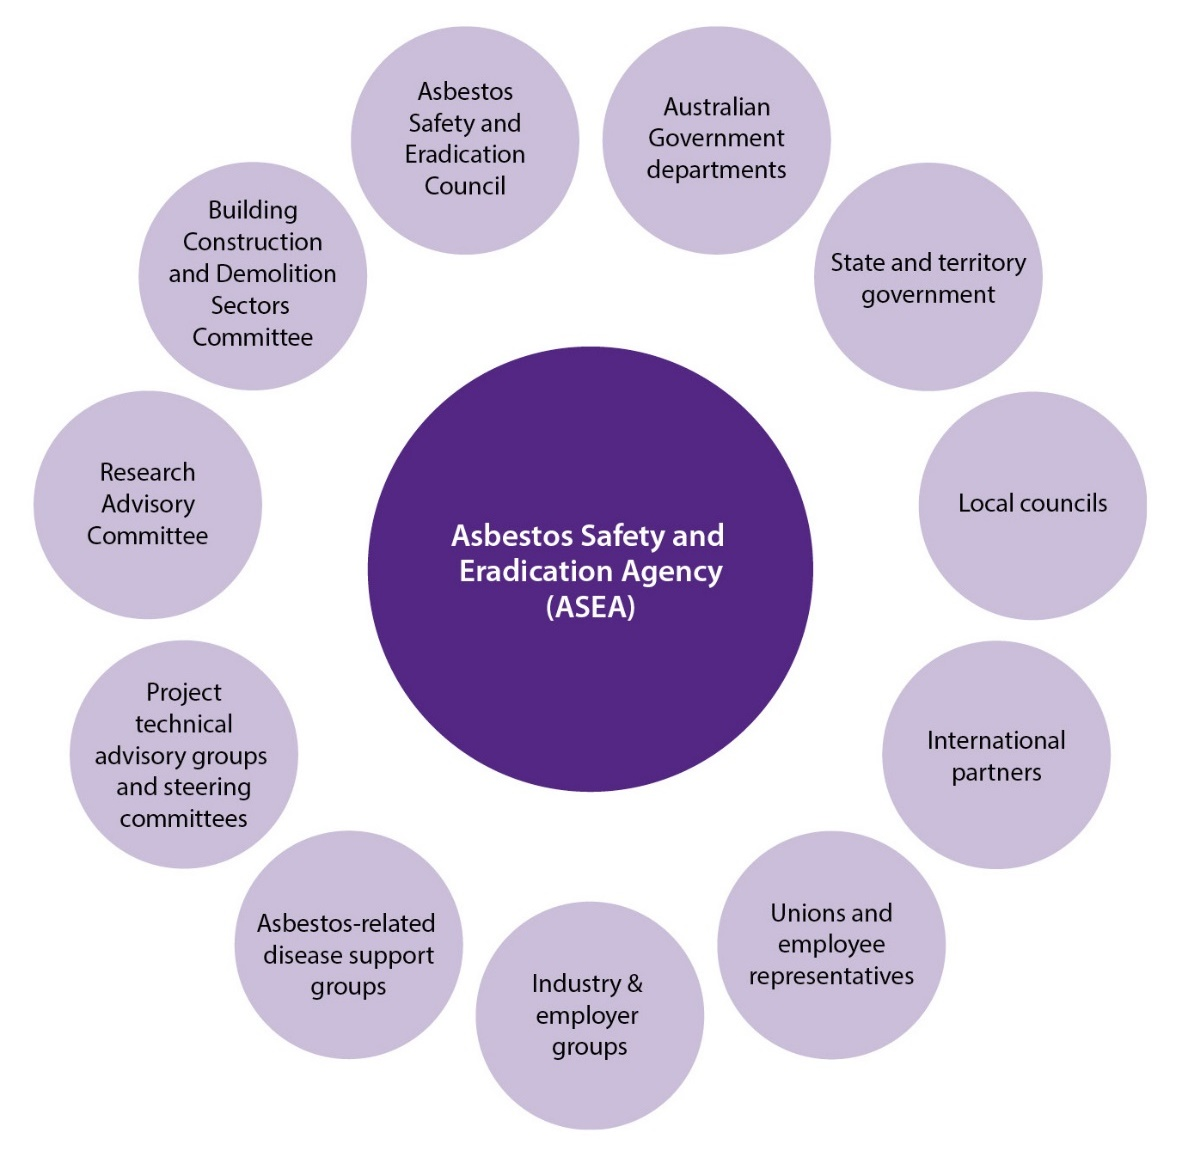 Asbestos
Safety and
Eradication
Council
Australian
Government
departments
State and territory
government
Local councils
International
partners
Unions and
employee
representatives
Industry &
employer
groups
Asbestos-related
disease support
groups
Project
technical
advisory groups
and steering
committees
Research
Advisory
Committee
Building
Construction
and Demolition
Sectors
Committee
Asbestos Safety and
Eradication Agency
(ASEA)